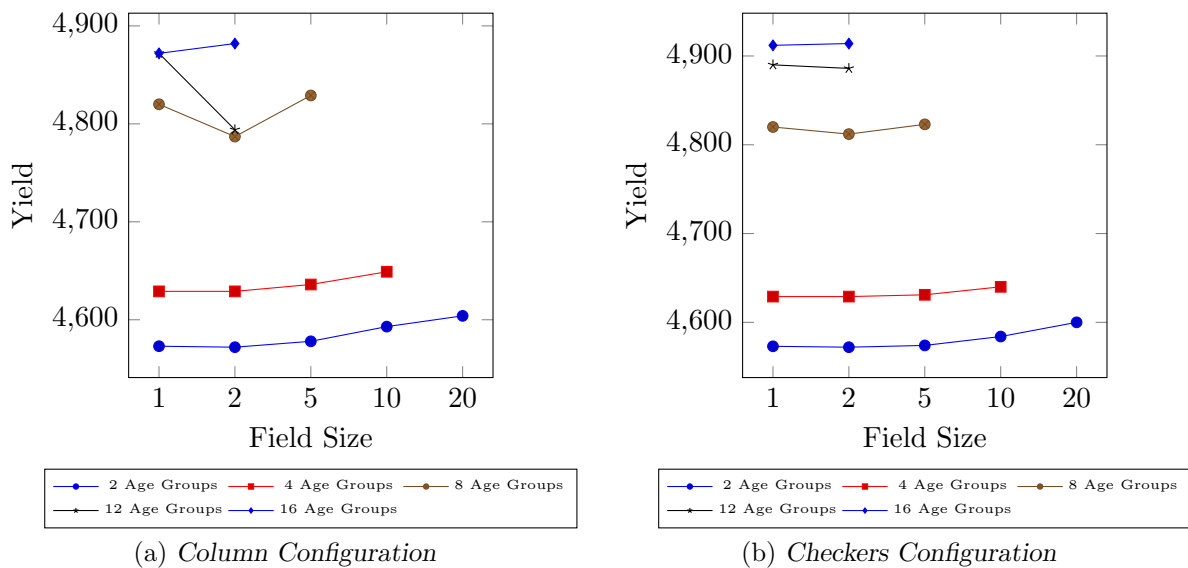 4,900
4,800
4,700
4,600
Yield
1 2 5 10 20
Field Size
2 Age Groups 4 Age Groups 8 Age Groups
12 Age Groups 16 Age Groups
(a) Column Configuration
4,900
4,800
4,700
4,600
Yield
1 2 5 10 20
Field Size
2 Age Groups 4 Age Groups 8 Age Groups
12 Age Groups 16 Age Groups
(b) Checkers Configuration